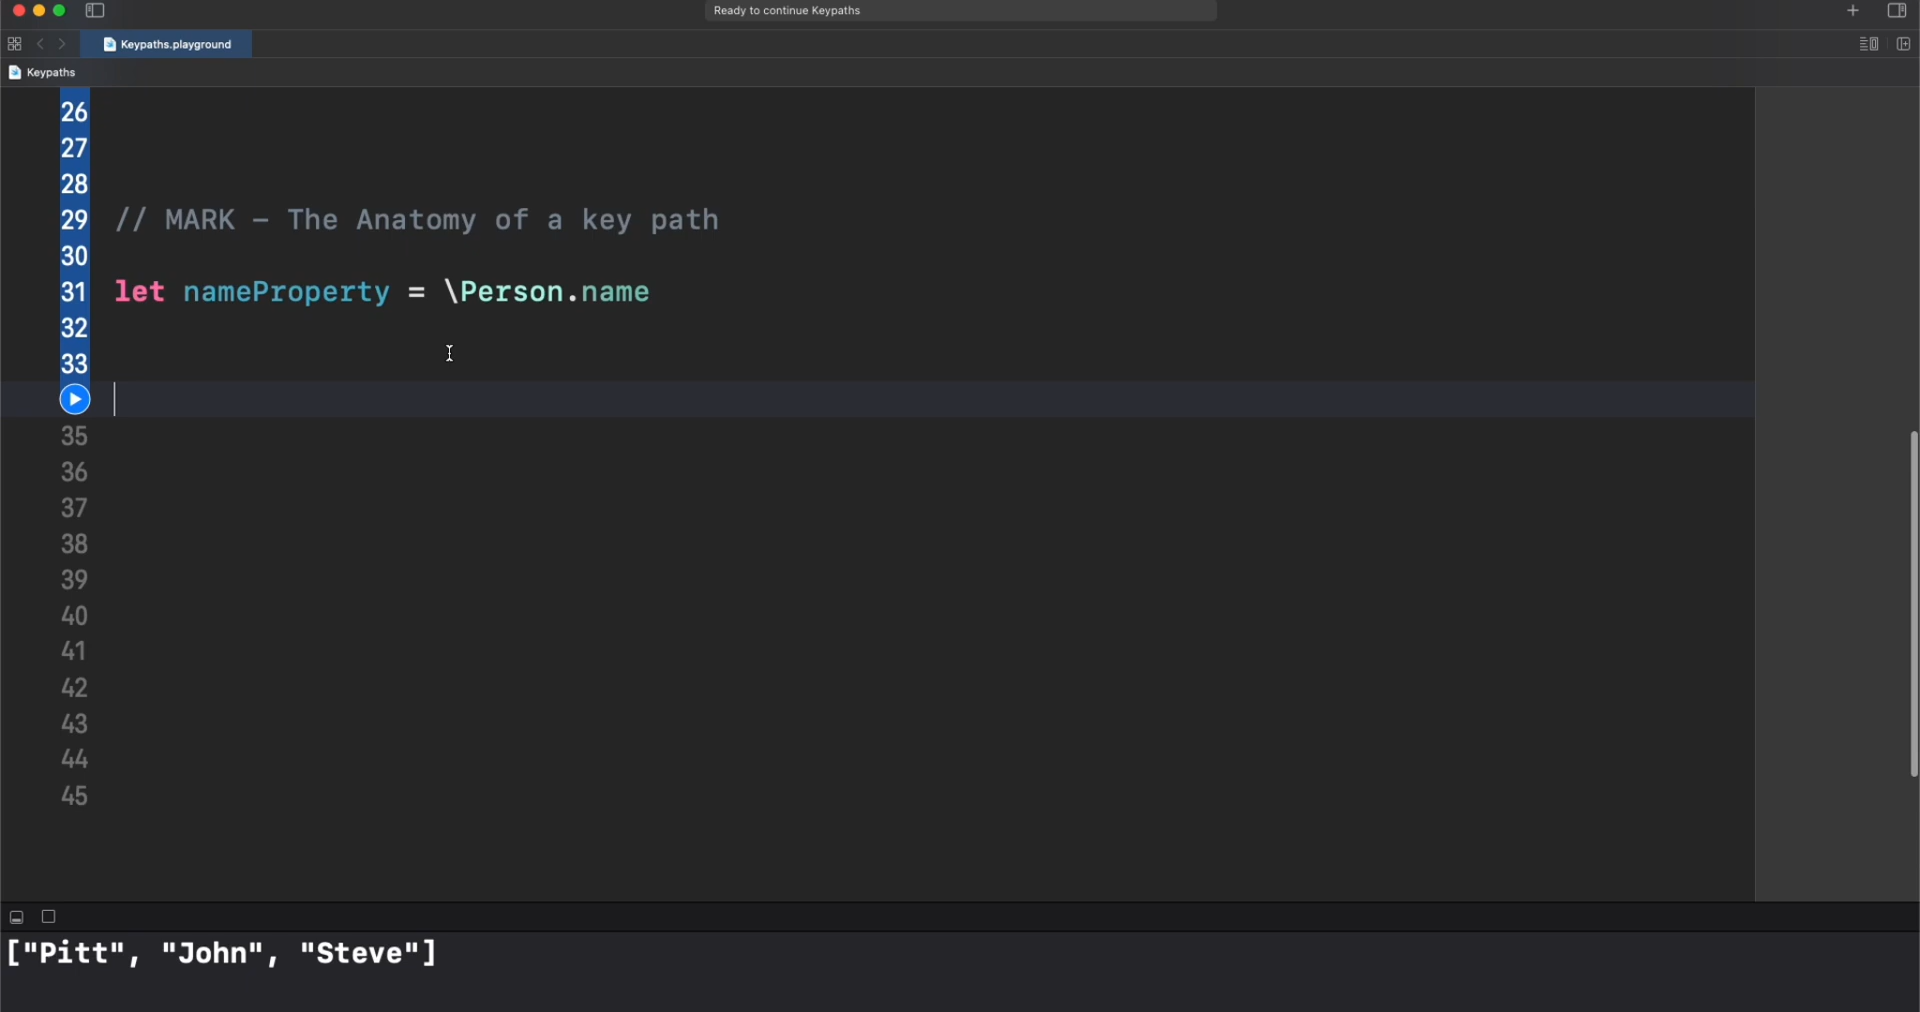 Ready to continue Keypaths
Keypaths.playground
Keypaths
26
27
28
29 // MARK – The Anatomy of a key path
30
31 let nameProperty = \Person.name
32
33
35
36
37
38
39
40
41
42
43
44
45
["Pitt", "John", "Steve"]